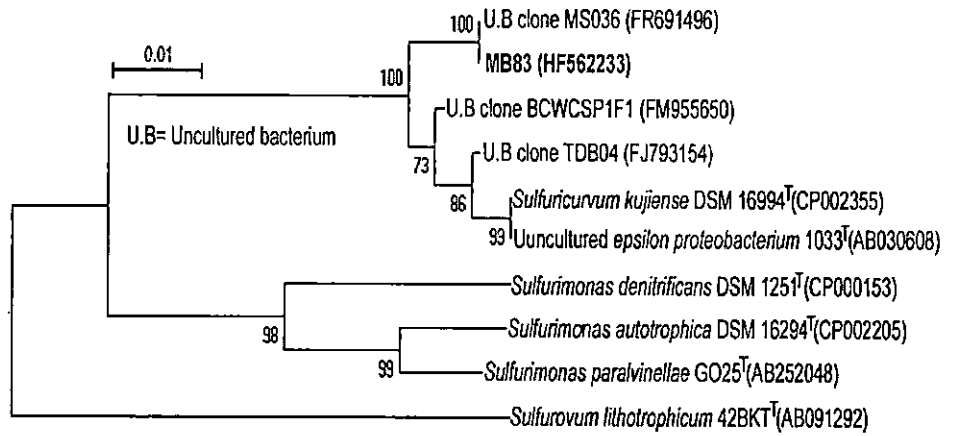 U.B clone MS036 (FR691496)
100
0.01
MB83 (HF562233)
100
U.B clone BCWCSP1F1 (FM955650)
U.B= Uncultured bacterium
73
U.B clone TDB04 (FJ793154)
86
Sulfuricurvum kujiense DSM 16994T(CP002355)
99
Uuncultured epsilon proteobacterium 1033T(AB030608)
Sulfurimonas denitrificans DSM 1251T(CP000153)
98
Sulfurimonas autotrophica DSM 16294T(CP002205)
99
Sulfurimonas paralvinellae GO25T(AB252048)
Sulfurovum lithotrophicum 42BKTT(AB091292)